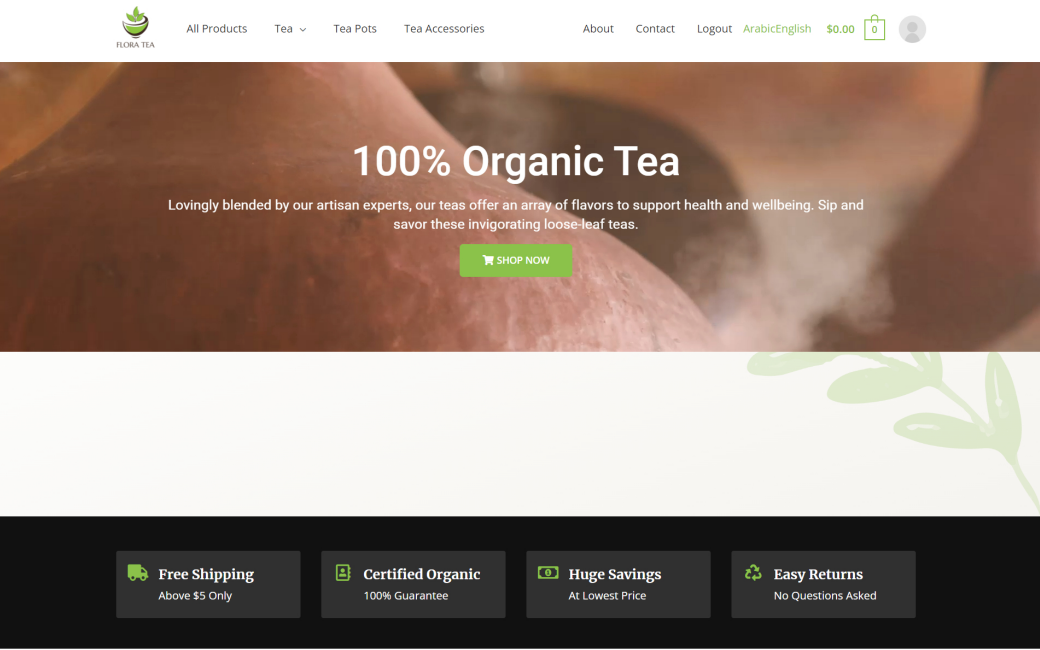 FLORA TEA
All Products Tea Tea Pots Tea Accessories About Contact Logout ArabicEnglish $0.00 0
100% Organic Tea
Lovingly blended by our artisan experts, our teas offer an array of flavors to support health and wellbeing. Sip and
savor these invigorating loose-leaf teas.
SHOP NOW
Free Shipping
Above $5 Only
Certified Organic
100% Guarantee
Huge Savings
At Lowest Price
Easy Returns
No Questions Asked